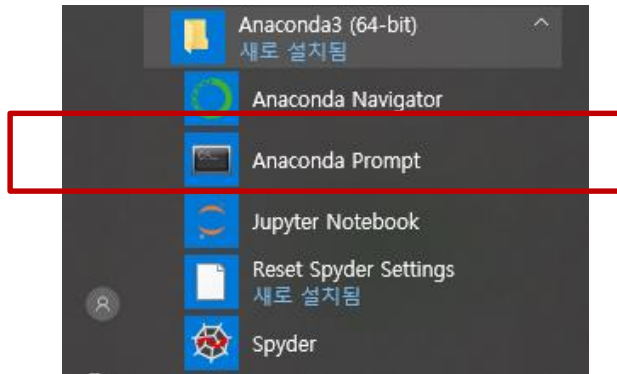 Anaconda3 (64-bit)
새로 설치됨
Anaconda Navigator
Anaconda Prompt
Jupyter Notebook
Reset Spyder Settings
새로 설치됨
Spyder